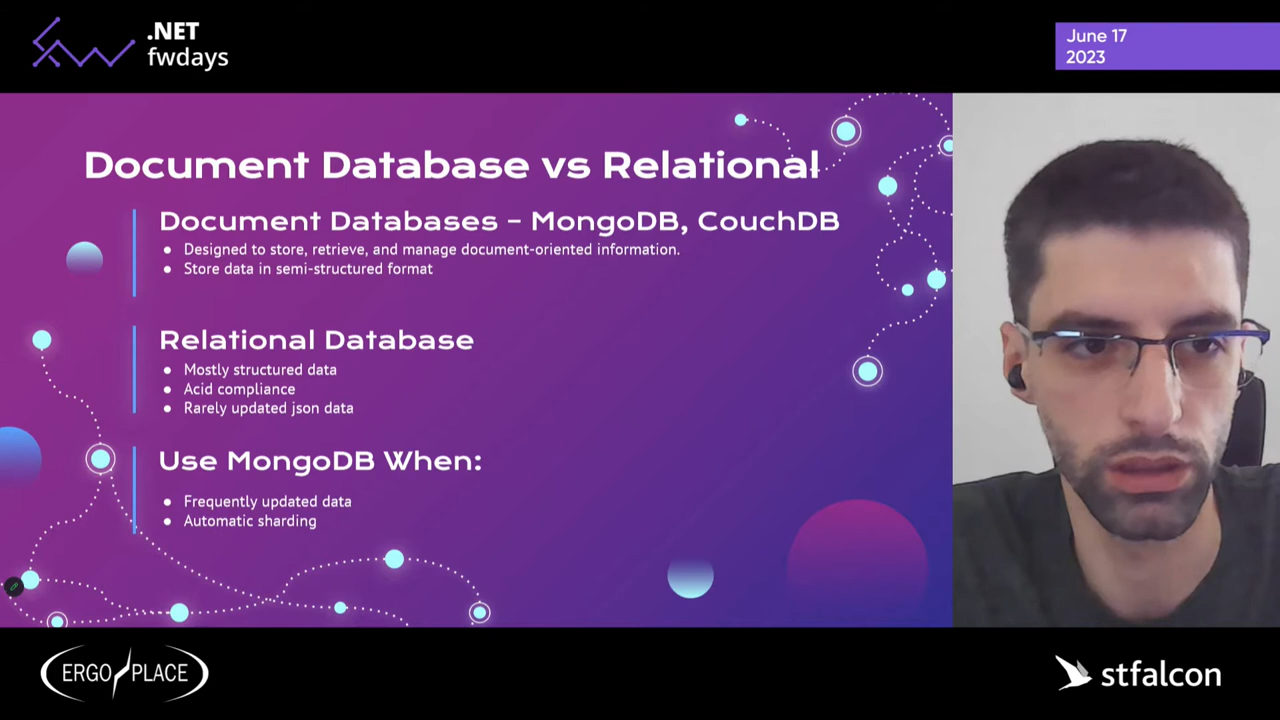 .NET
fwdays
June 17
2023
Document Database vs Relational
Document Databases – MongoDB, CouchDB
● Designed to store, retrieve, and manage document-oriented information.
● Store data in semi-structured format
Relational Database
● Mostly structured data
● Acid compliance
● Rarely updated json data
Use MongoDB When:
● Frequently updated data
● Automatic sharding
ERGO PLACE
stfalcon